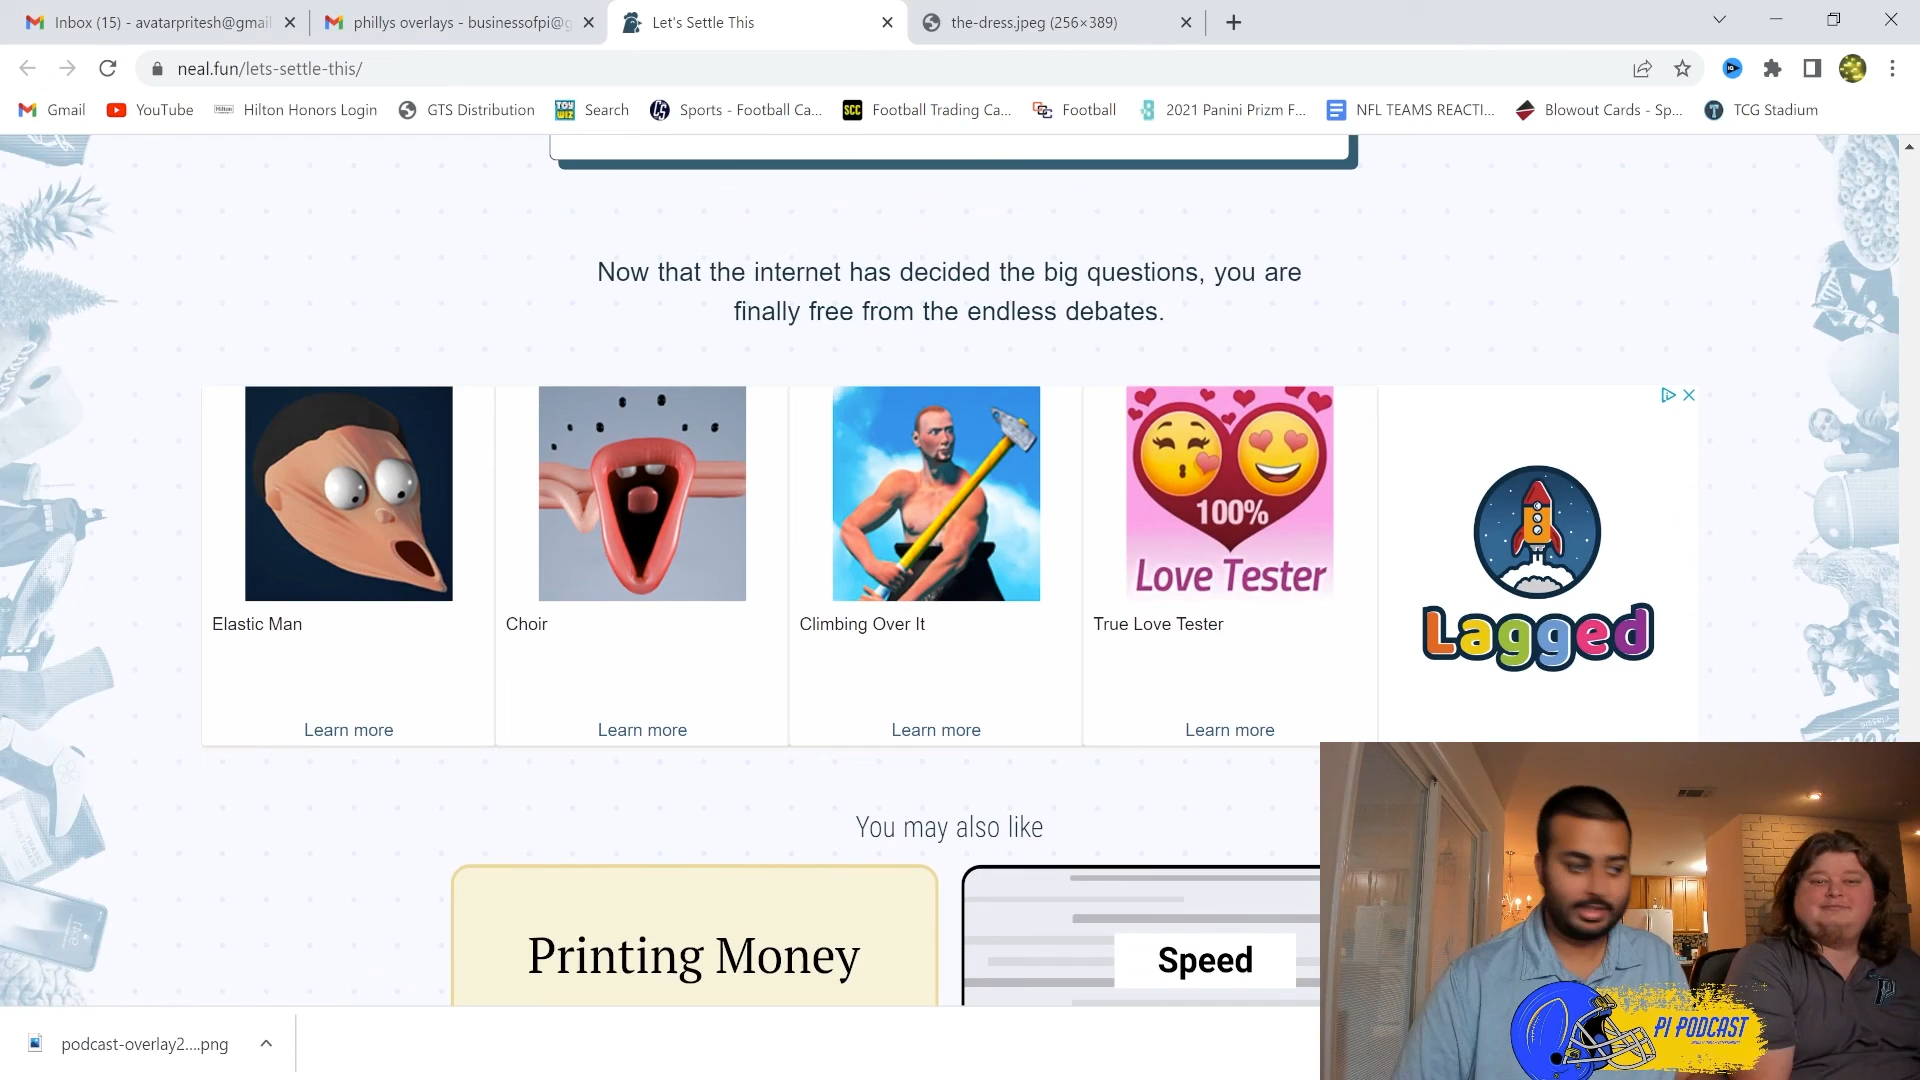 Inbox (15) - avatarpritesh@gmail
phillys overlays - businessofpi@g
Let's Settle This
the-dress.jpeg (256×389)
neal.fun/lets-settle-this/
Gmail
YouTube
Hilton
Hilton Honors Login
GTS Distribution
TOY WIZ
Search
Sports - Football Ca...
SCC
Football Trading Ca...
Football
2021 Panini Prizm F...
NFL TEAMS REACTI...
Blowout Cards - Sp...
TCG Stadium
Now that the internet has decided the big questions, you are
finally free from the endless debates.
100%
Love Tester
Elastic Man
Choir
Climbing Over It
True Love Tester
Lagged
Learn more
Learn more
Learn more
Learn more
You may also like
Printing Money
Speed
PI PODCAST
podcast-overlay2....png